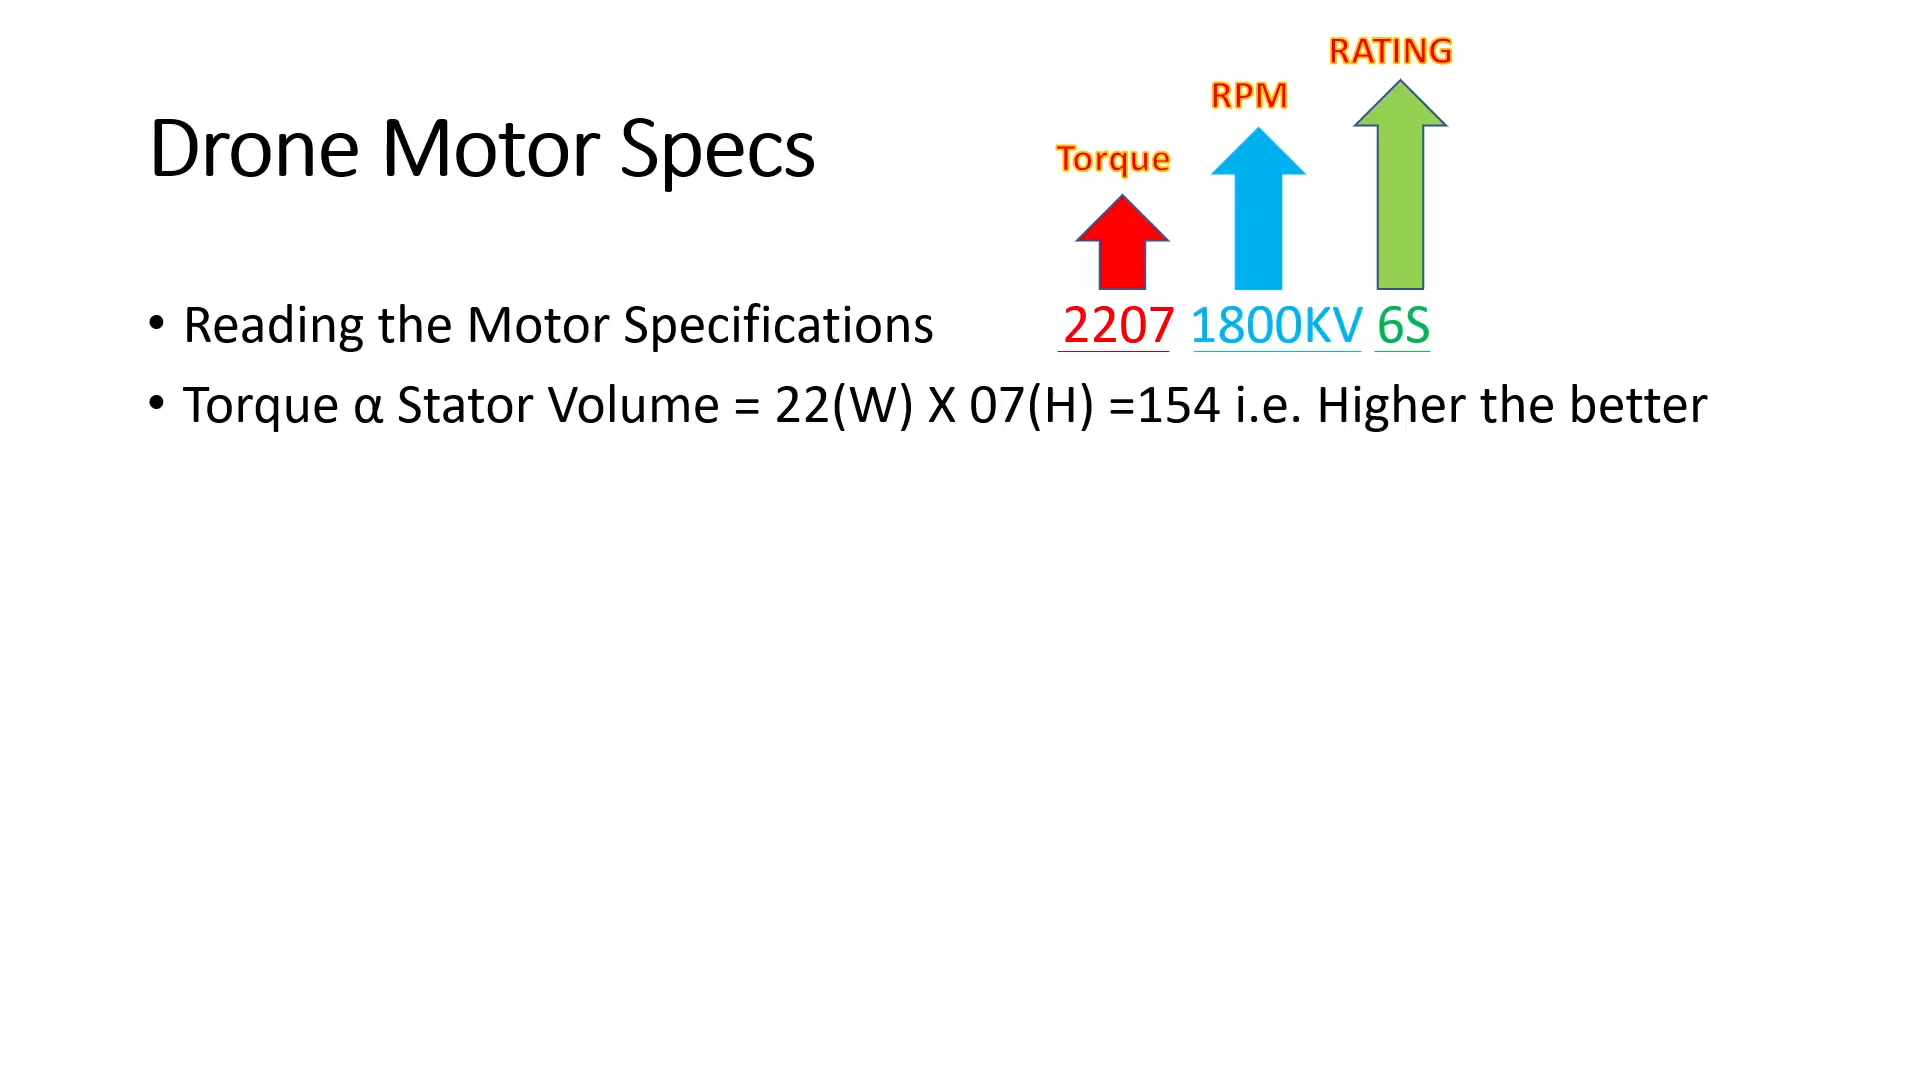 RATING
RPM
Torque
Drone Motor Specs
• Reading the Motor Specifications 2207 1800KV 6S
• Torque α Stator Volume = 22(W) X 07(H) =154 i.e. Higher the better